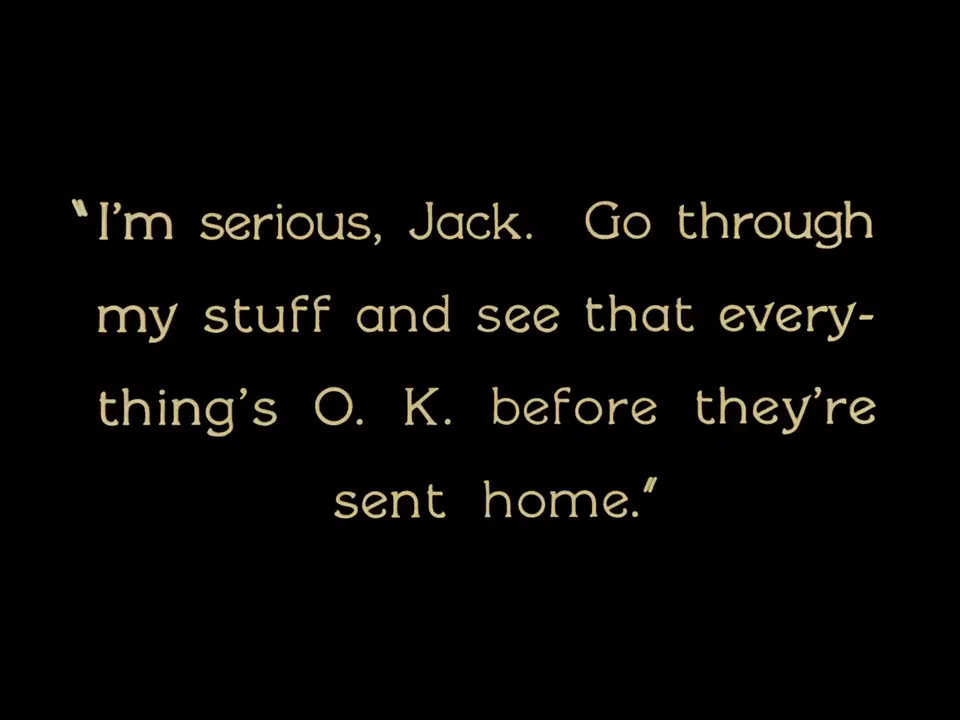 "I'm serious, Jack. Go through
my stuff and see that every-
thing's O. K. before they're
sent home."